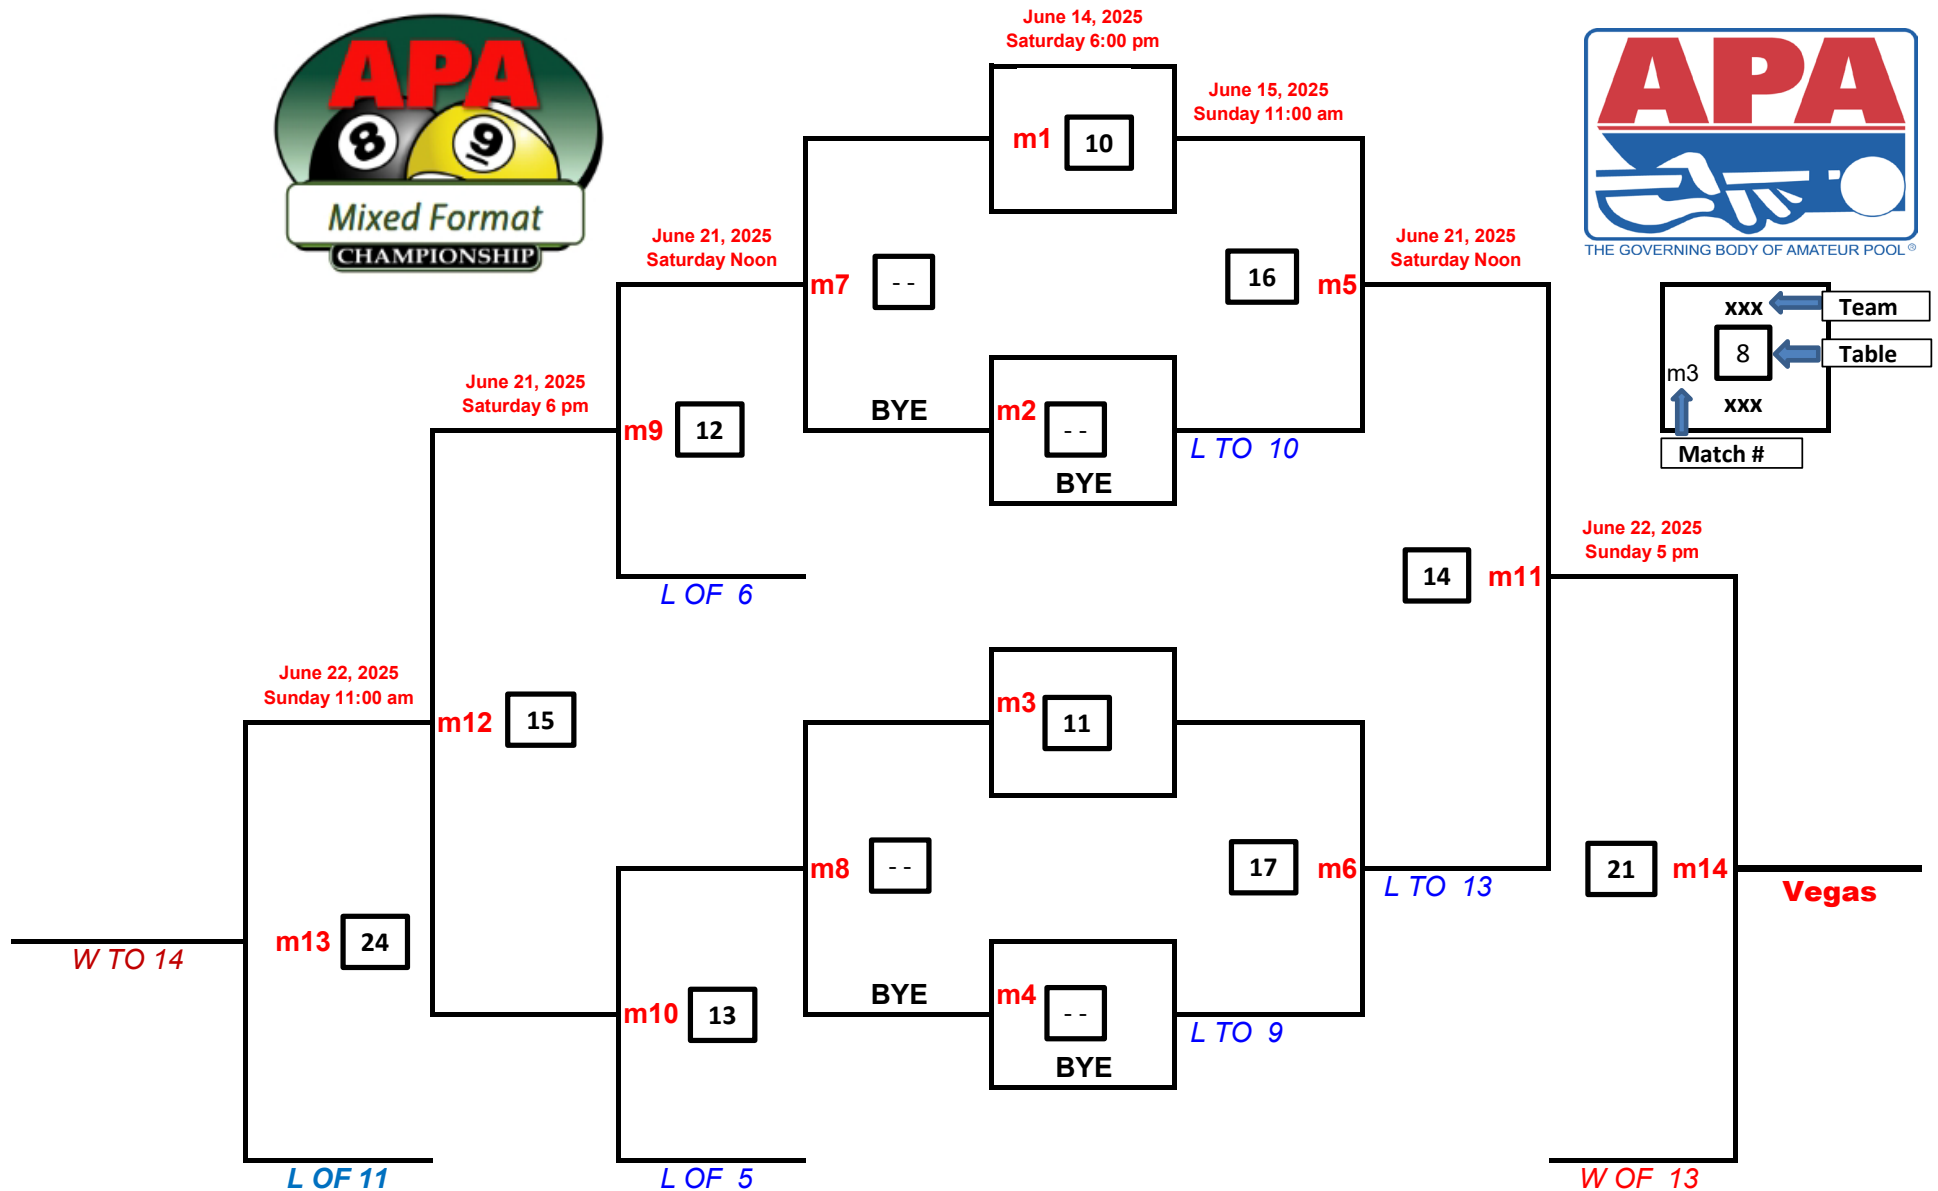 June 14, 2025
Saturday 6:00 pm
APA
8 9
Mixed Format
CHAMPIONSHIP
APA
THE GOVERNING BODY OF AMATEUR POOL®
June 15, 2025
Sunday 11:00 am
m1 10
June 21, 2025
Saturday Noon
June 21, 2025
Saturday Noon
m7 - -
16 m5
xxx Team
8 Table
m3
xxx
Match #
June 21, 2025
Saturday 6 pm
m9 12
BYE
m2 - -
BYE
L TO 10
L OF 6
14 m11
June 22, 2025
Sunday 5 pm
June 22, 2025
Sunday 11:00 am
m12 15
m3 11
m8 - -
17 m6
L TO 13
21 m14
Vegas
m13 24
W TO 14
m10 13
BYE
m4 - -
BYE
L TO 9
L OF 11
L OF 5
W OF 13